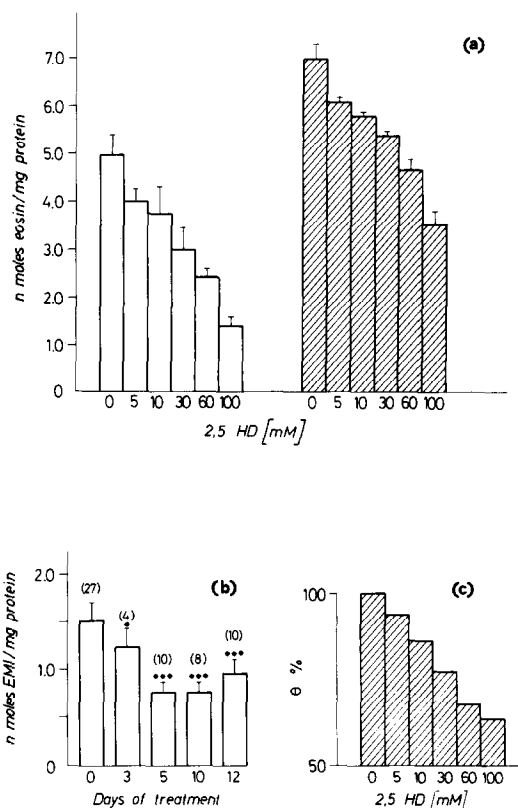 (a)
n moles eosin/mg protein
7.0
6.0
5.0
4.0
3.0
2.0
1.0
0
0 5 10 30 60 100
0 5 10 30 60 100
2,5 HD [mM]
(b)
n moles EMI/mg protein
2.0
1.0
0
(27)
(4)
(10)
(8)
(10)
0 3 5 10 12
Days of treatment
(c)
θ %
100
50
0 5 10 30 60 100
2,5 HD [mM]